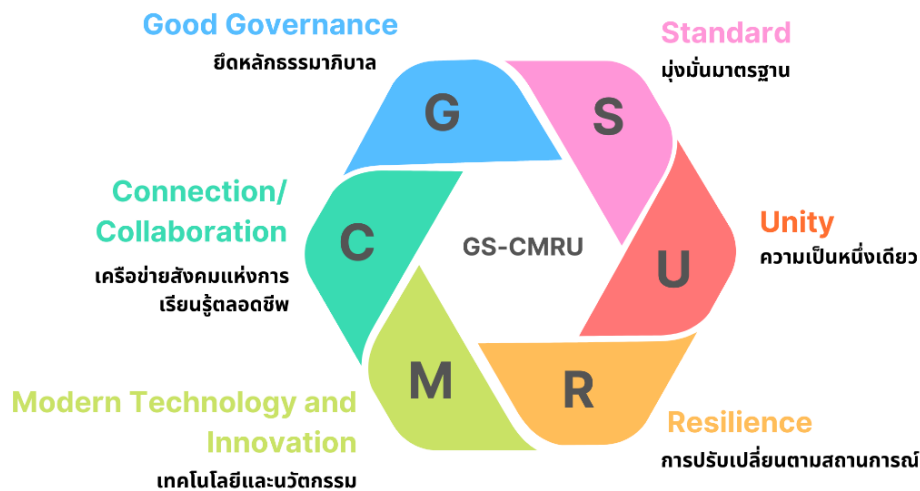 Good Governance
ยึดหลักธรรมาภิบาล
G
Standard
มุ่งมั่นมาตรฐาน
S
Connection/
Collaboration
เครือข่ายสังคมแห่งการ
เรียนรู้ตลอดชีพ
C
GS-CMRU
Unity
ความเป็นหนึ่งเดียว
U
Modern Technology and
Innovation
เทคโนโลยีและนวัตกรรม
M
Resilience
การปรับเปลี่ยนตามสถานการณ์
R